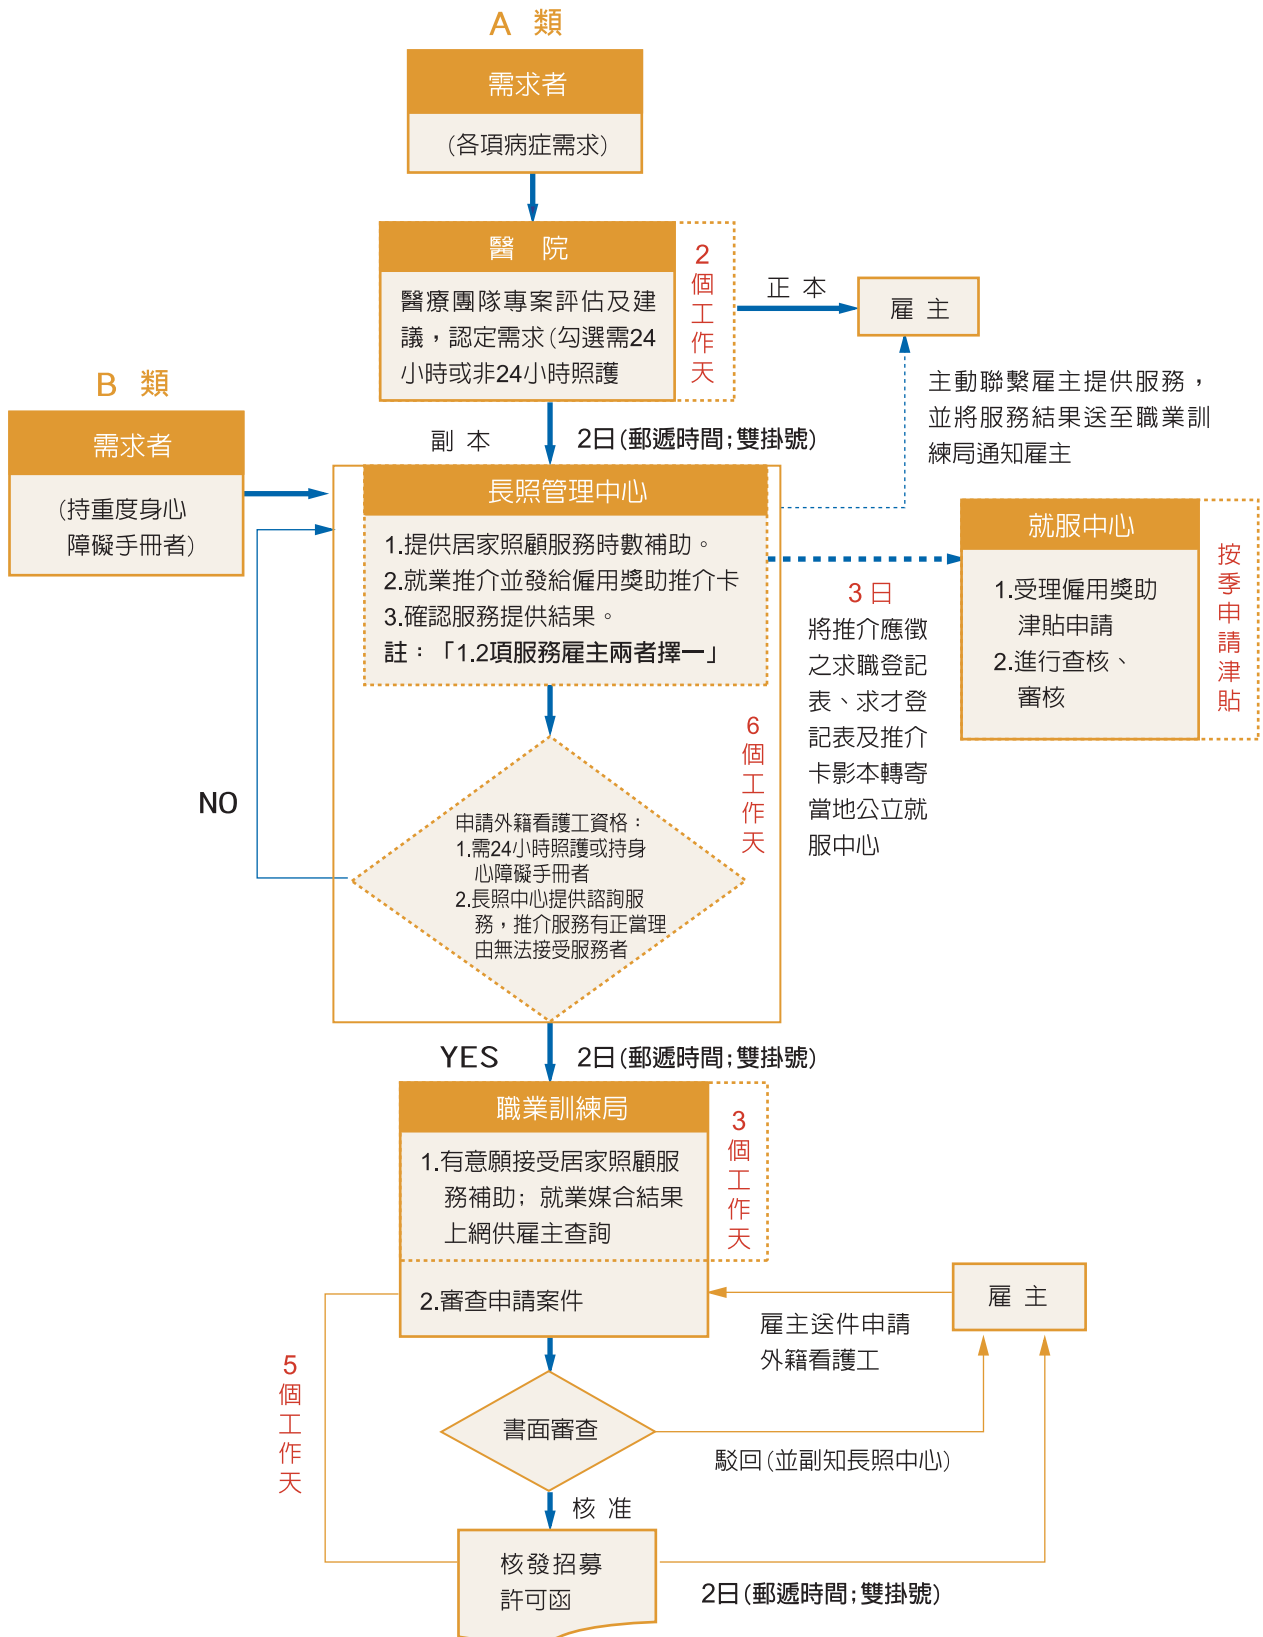 A 類
需求者
(各項病症需求)
醫 院
醫療團隊專案評估及建
議，認定需求(勾選需24
小時或非24小時照護
2個工作天
正 本
雇 主
主動聯繫雇主提供服務，
並將服務結果送至職業訓
練局通知雇主
B 類
需求者
(持重度身心
障礙手冊者)
副 本
2日(郵遞時間;雙掛號)
長照管理中心
1.提供居家照顧服務時數補助。
2.就業推介並發給僱用獎助推介卡
3.確認服務提供結果。
註：「1.2項服務雇主兩者擇一」
6個工作天
3日
將推介應徵
之求職登記
表、求才登
記表及推介
卡影本轉寄
當地公立就
服中心
就服中心
1.受理僱用獎助
津貼申請
2.進行查核、
審核
按季申請津貼
NO
申請外籍看護工資格：
1.需24小時照護或持身
心障礙手冊者
2.長照中心提供諮詢服
務，推介服務有正當理
由無法接受服務者
YES
2日(郵遞時間;雙掛號)
職業訓練局
1.有意願接受居家照顧服
務補助; 就業媒合結果
上網供雇主查詢
3個工作天
2.審查申請案件
雇 主
雇主送件申請
外籍看護工
5個工作天
書面審查
駁回(並副知長照中心)
核 准
核發招募
許可函
2日(郵遞時間;雙掛號)